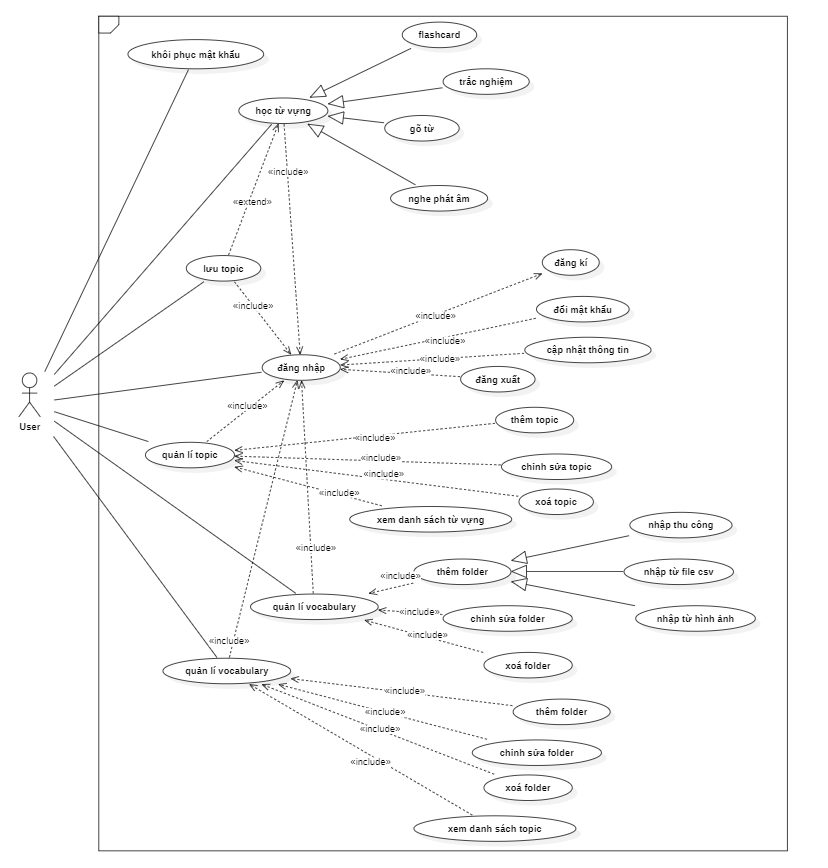 flashcard
khôi phục mật khẩu
trắc nghiệm
học từ vựng
gõ từ
«include»
nghe phát âm
«extend»
lưu topic
đăng kí
«include»
đổi mật khẩu
«include»
«include»
cập nhật thông tin
«include»
đăng nhập
«include»
đăng xuất
«include»
thêm topic
User
«include»
quản lí topic
«include»
chỉnh sửa topic
«include»
xoá topic
«include»
xem danh sách từ vựng
nhập thủ công
«include»
thêm folder
nhập từ file csv
«include»
quản lí vocabulary
«include»
chỉnh sửa folder
nhập từ hình ảnh
«include»
«include»
xoá folder
quản lí vocabulary
«include»
thêm folder
«include»
«include»
chỉnh sửa folder
«include»
xoá folder
xem danh sách topic